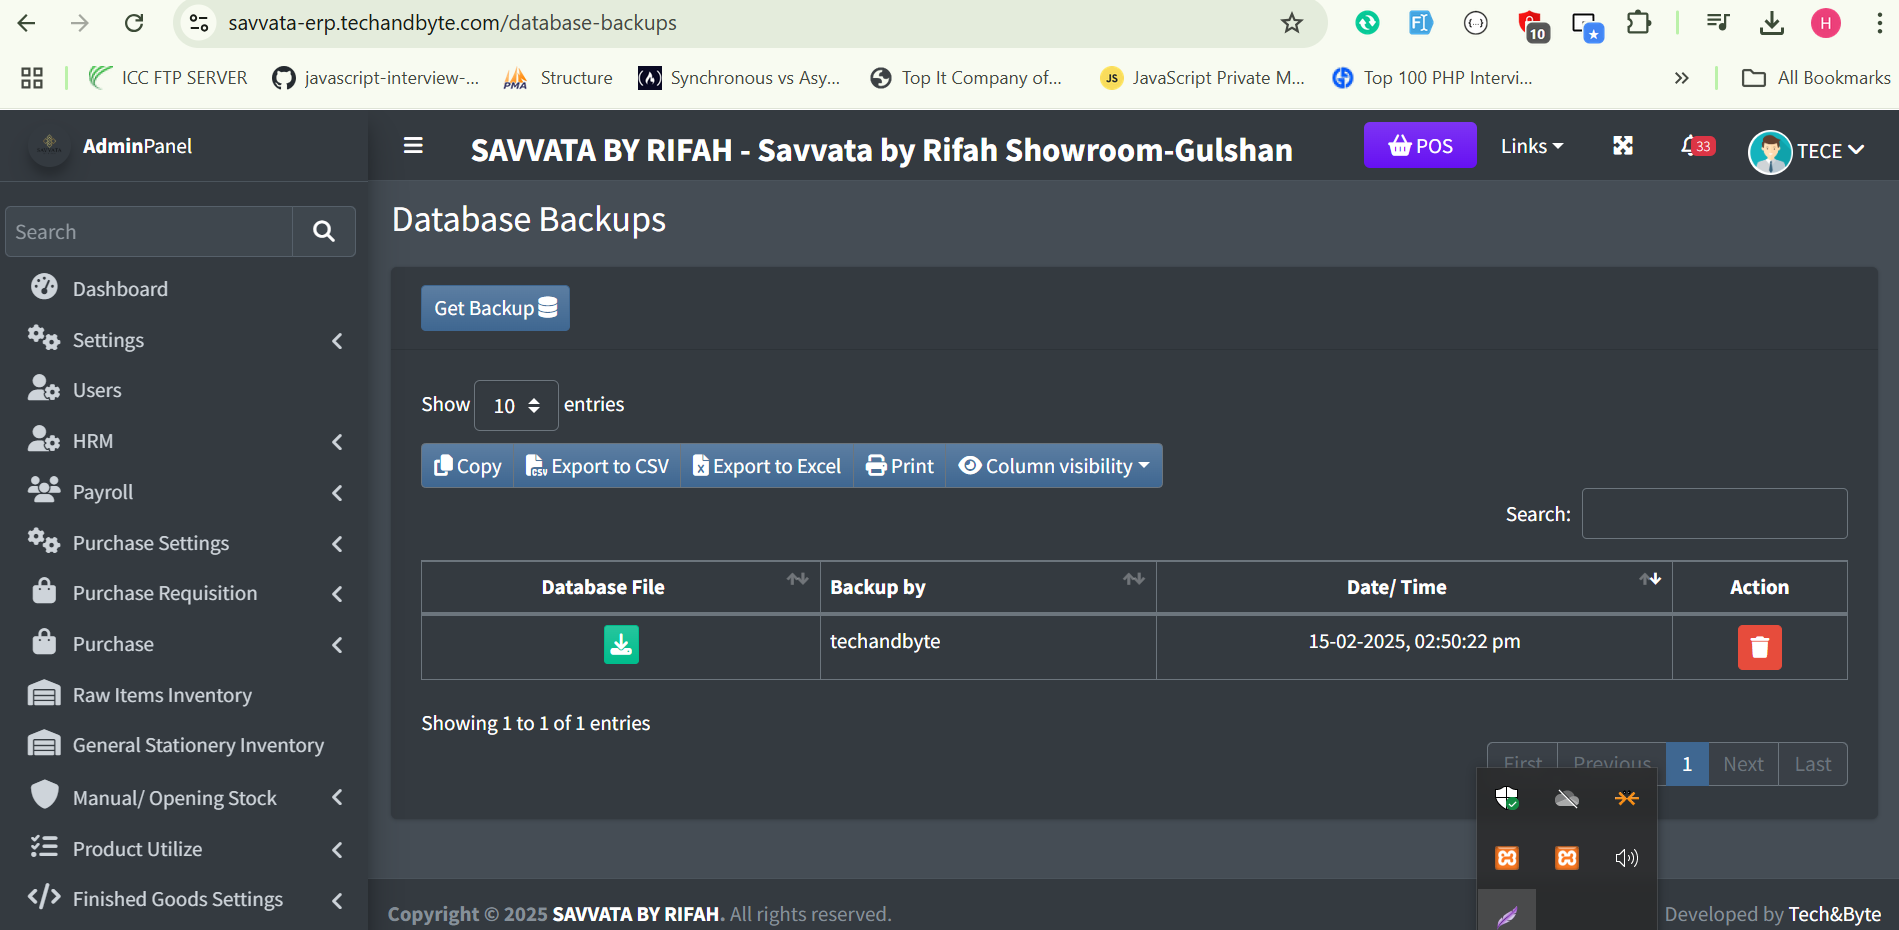 savvata-erp.techandbyte.com/database-backups
10
H
ICC FTP SERVER
javascript-interview-...
PMA Structure
Synchronous vs Asy...
Top It Company of...
JS JavaScript Private M...
Top 100 PHP Intervi...
»
All Bookmarks
AdminPanel
SAVVATA BY RIFAH - Savvata by Rifah Showroom-Gulshan
POS
Links
33
TECE
Search
Dashboard
Settings
Users
HRM
Payroll
Purchase Settings
Purchase Requisition
Purchase
Raw Items Inventory
General Stationery Inventory
Manual/ Opening Stock
Product Utilize
Finished Goods Settings
Database Backups
Get Backup
Show 10 entries
Copy
Export to CSV
Export to Excel
Print
Column visibility
Search:
Database File
Backup by
Date/ Time
Action
techandbyte
15-02-2025, 02:50:22 pm
Showing 1 to 1 of 1 entries
First
Previous
1
Next
Last
Copyright © 2025 SAVVATA BY RIFAH. All rights reserved.
Developed by Tech&Byte